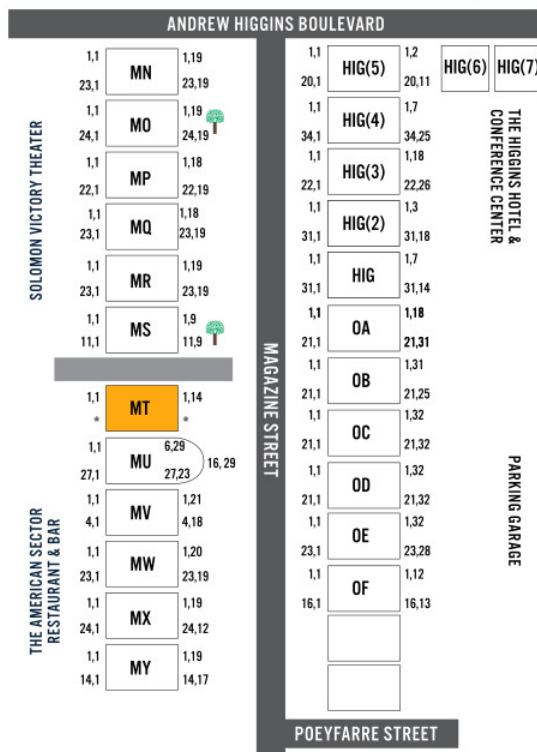 ANDREW HIGGINS BOULEVARD
1,1 MN 1,19
23,1 23,19
1,1 MO 1,19
24,1 24,19
1,1 MP 1,18
22,1 22,19
1,1 MQ 1,18
23,1 23,19
1,1 MR 1,19
23,1 23,19
1,1 MS 1,9
11,1 11,9
SOLOMON VICTORY THEATER
1,1 MT 1,14
* *
1,1 MU 6,29
27,1 27,23 16,29
1,1 MV 1,21
4,1 4,18
1,1 MW 1,20
23,1 23,19
1,1 MX 1,19
24,1 24,12
1,1 MY 1,19
14,1 14,17
THE AMERICAN SECTOR
RESTAURANT & BAR
MAGAZINE STREET
1,1 HIG(5) 1,2 HIG(6) HIG(7)
20,1 20,11
1,1 HIG(4) 1,7
34,1 34,25
1,1 HIG(3) 1,18
22,1 22,26
1,1 HIG(2) 1,3
31,1 31,18
1,1 HIG 1,7
31,1 31,14
1,1 OA 1,18
21,1 21,31
1,1 OB 1,31
21,1 21,25
1,1 OC 1,32
21,1 21,32
1,1 OD 1,32
21,1 21,32
1,1 OE 1,32
23,1 23,28
1,1 OF 1,12
16,1 16,13
THE HIGGINS HOTEL &
CONFERENCE CENTER
PARKING GARAGE
POEYFARRE STREET